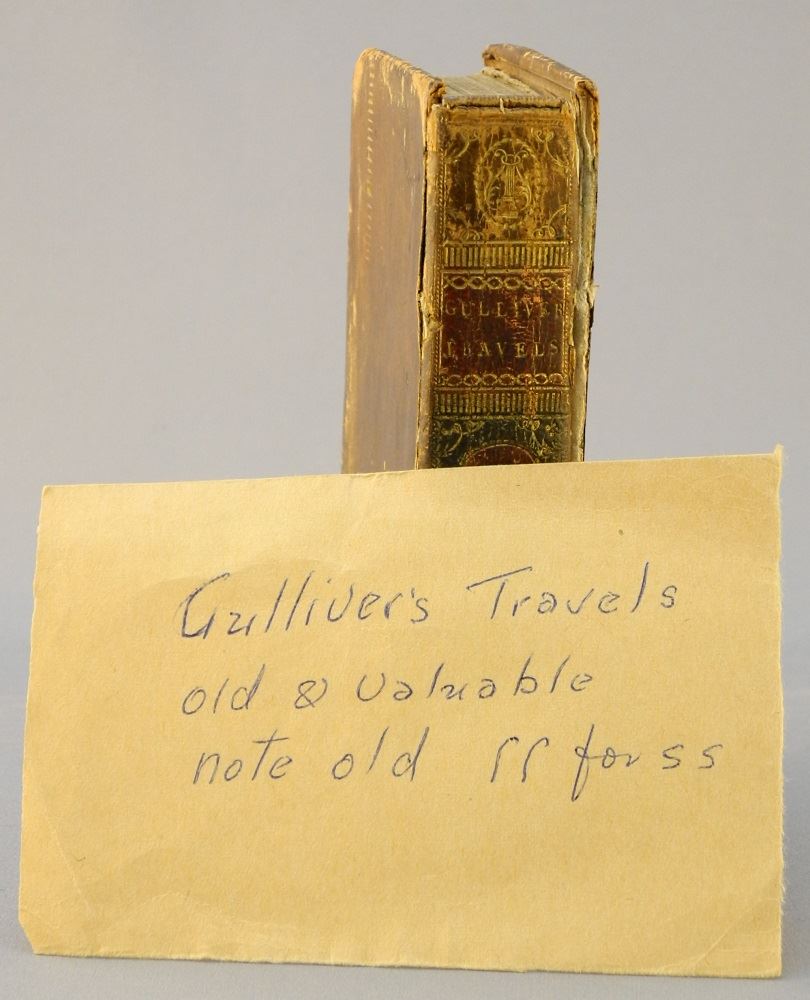 GULLIVER
TRAVELS
Gulliver's Travels
old & valuable
note old ſſ for ss